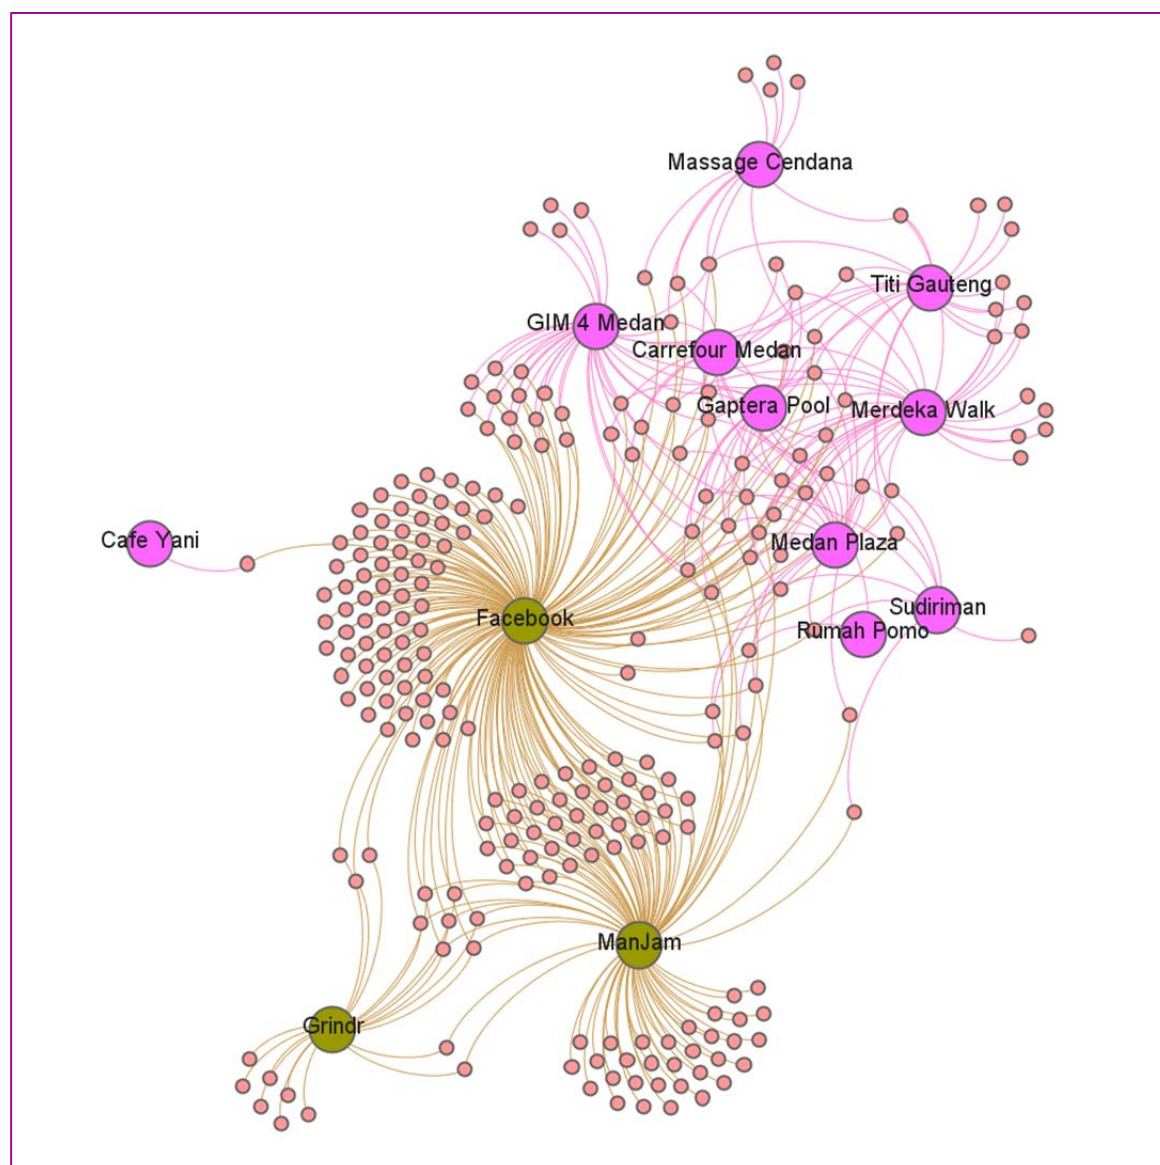 Massage Cendana
Titi Gauteng
GIM 4 Medan
Carrefour Medan
Gaptera Pool
Merdeka Walk
Cafe Yani
Medan Plaza
Facebook
Sudiriman
Rumah Pomo
ManJam
Grindr